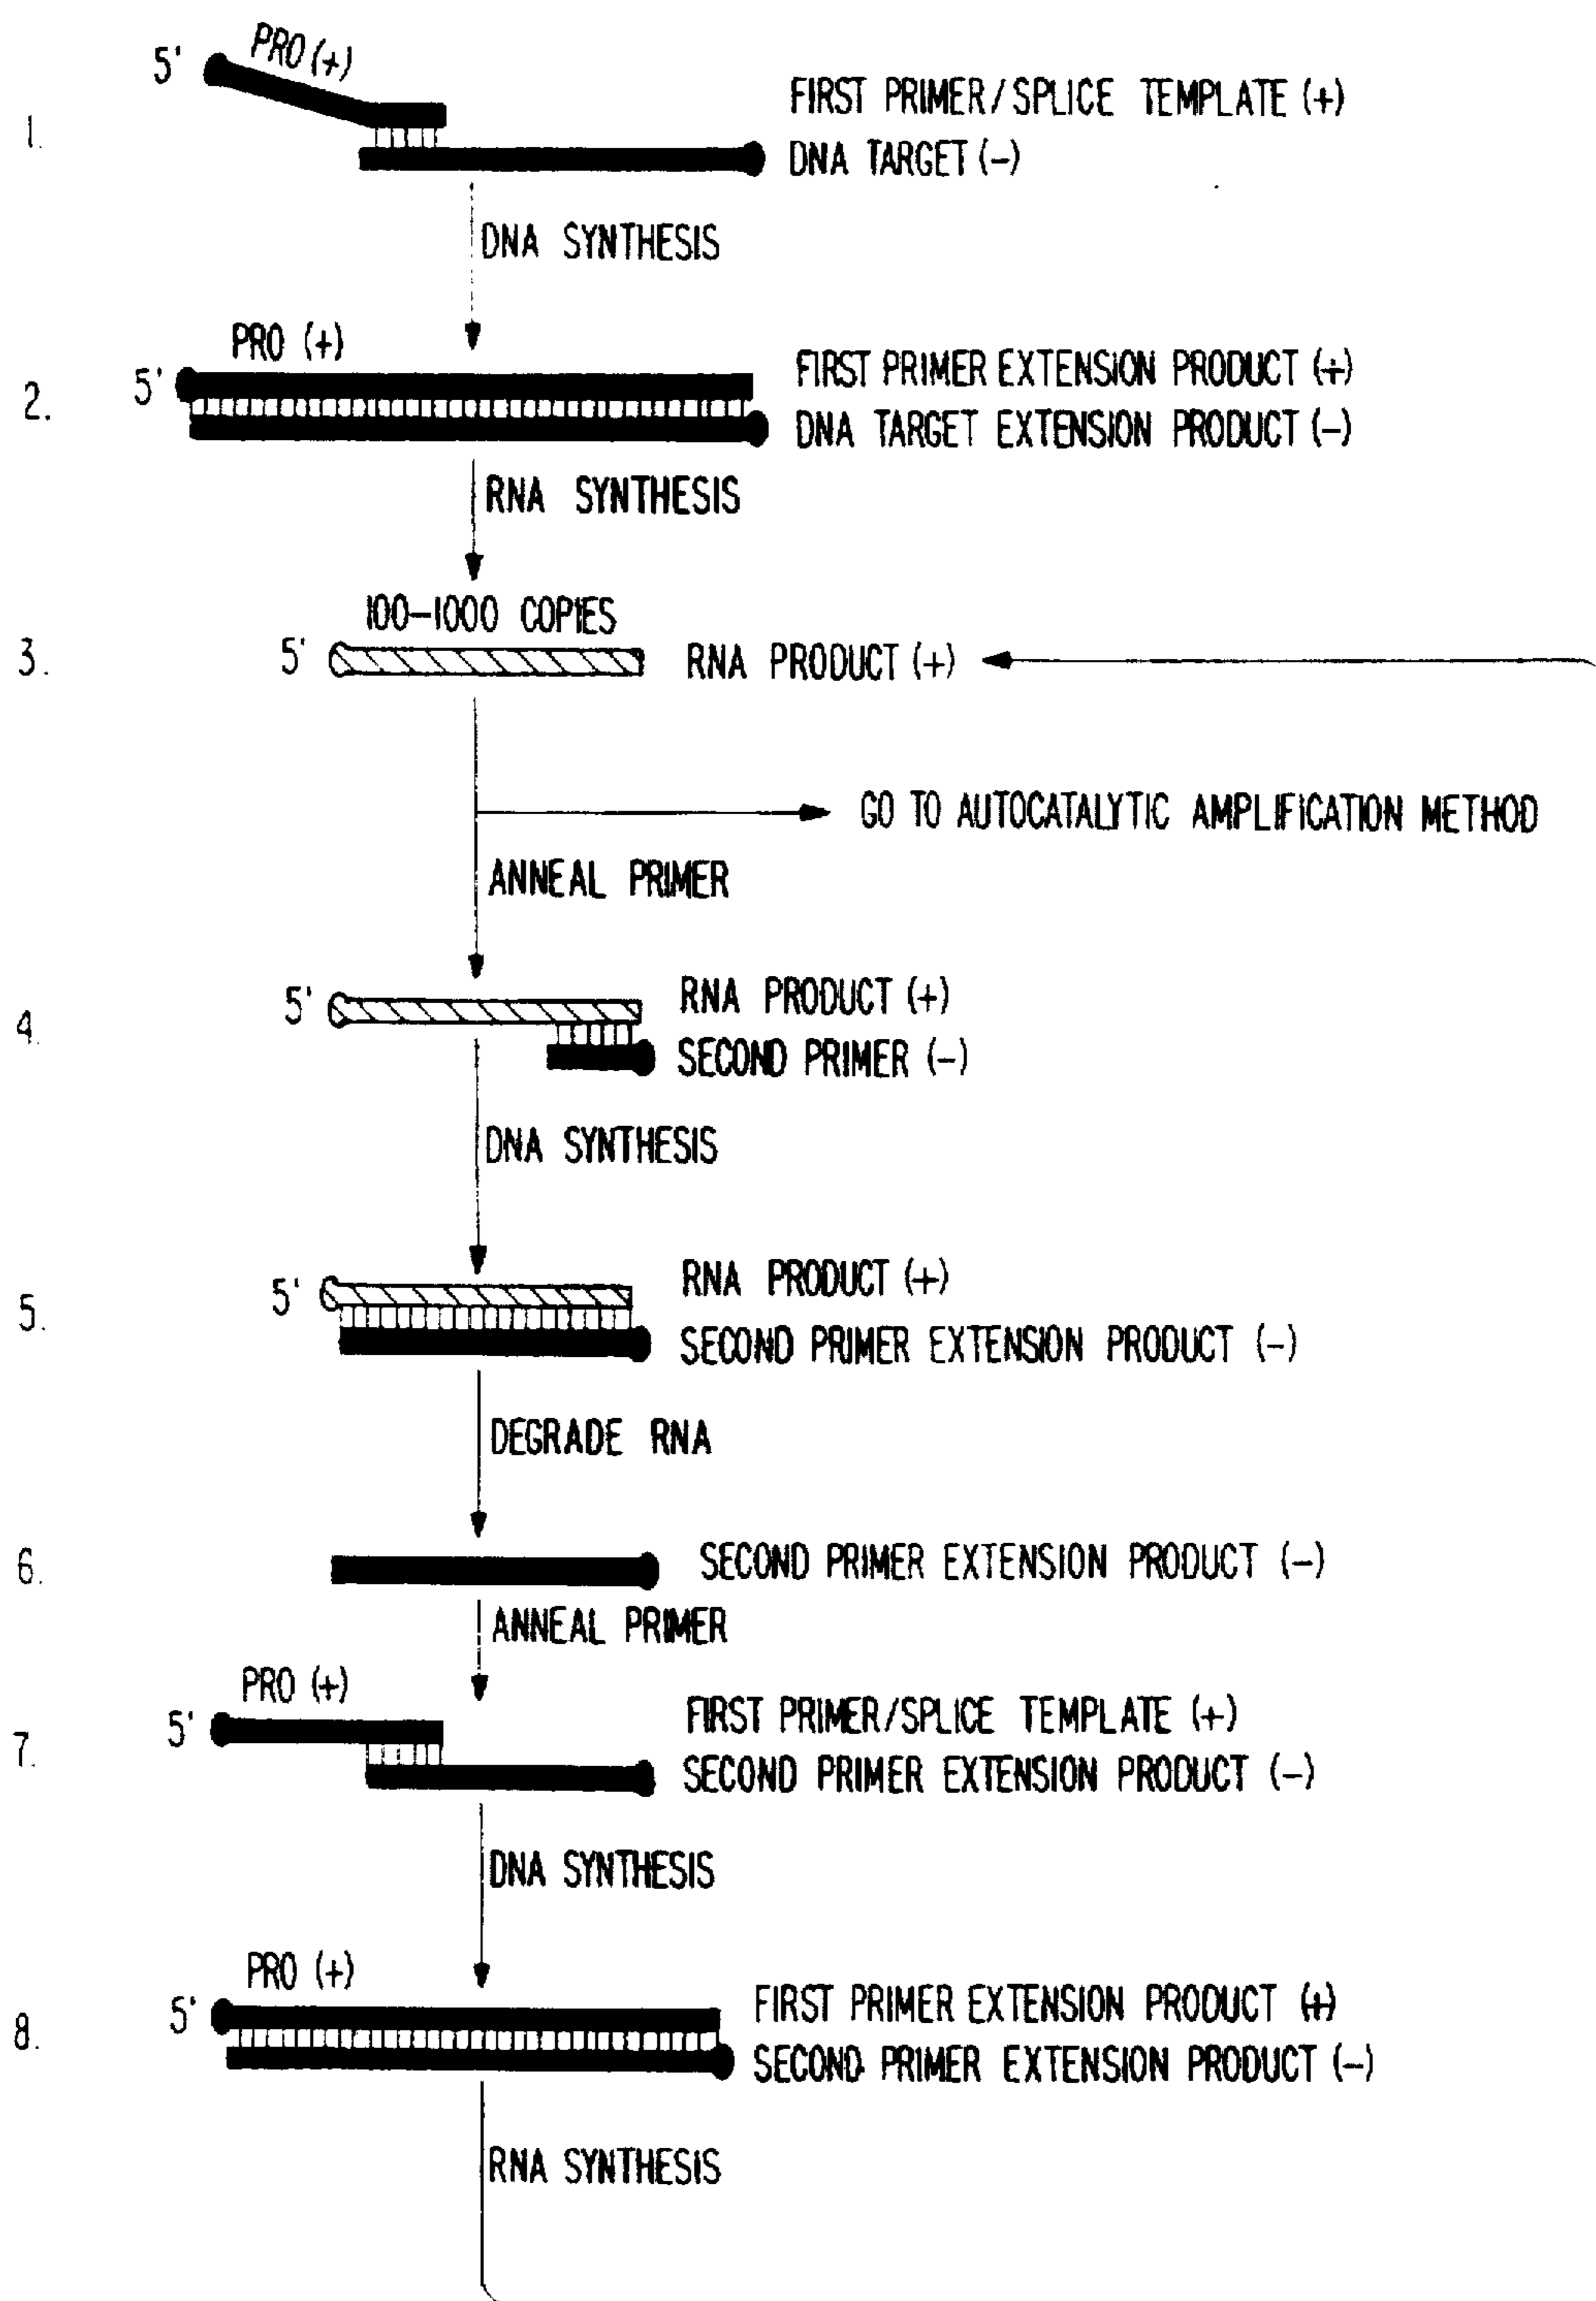 5' PRO (+)
1. FIRST PRIMER/SPLICE TEMPLATE (+)
DNA TARGET (-)
DNA SYNTHESIS
PRO (+)
2. 5' FIRST PRIMER EXTENSION PRODUCT (+)
DNA TARGET EXTENSION PRODUCT (-)
RNA SYNTHESIS
100-1000 COPIES
3. 5' RNA PRODUCT (+)
GO TO AUTOCATALYTIC AMPLIFICATION METHOD
ANNEAL PRIMER
4. 5' RNA PRODUCT (+)
SECOND PRIMER (-)
DNA SYNTHESIS
5. 5' RNA PRODUCT (+)
SECOND PRIMER EXTENSION PRODUCT (-)
DEGRADE RNA
6. SECOND PRIMER EXTENSION PRODUCT (-)
ANNEAL PRIMER
PRO (+)
7. 5' FIRST PRIMER/SPLICE TEMPLATE (+)
SECOND PRIMER EXTENSION PRODUCT (-)
DNA SYNTHESIS
PRO (+)
8. 5' FIRST PRIMER EXTENSION PRODUCT (+)
SECOND PRIMER EXTENSION PRODUCT (-)
RNA SYNTHESIS